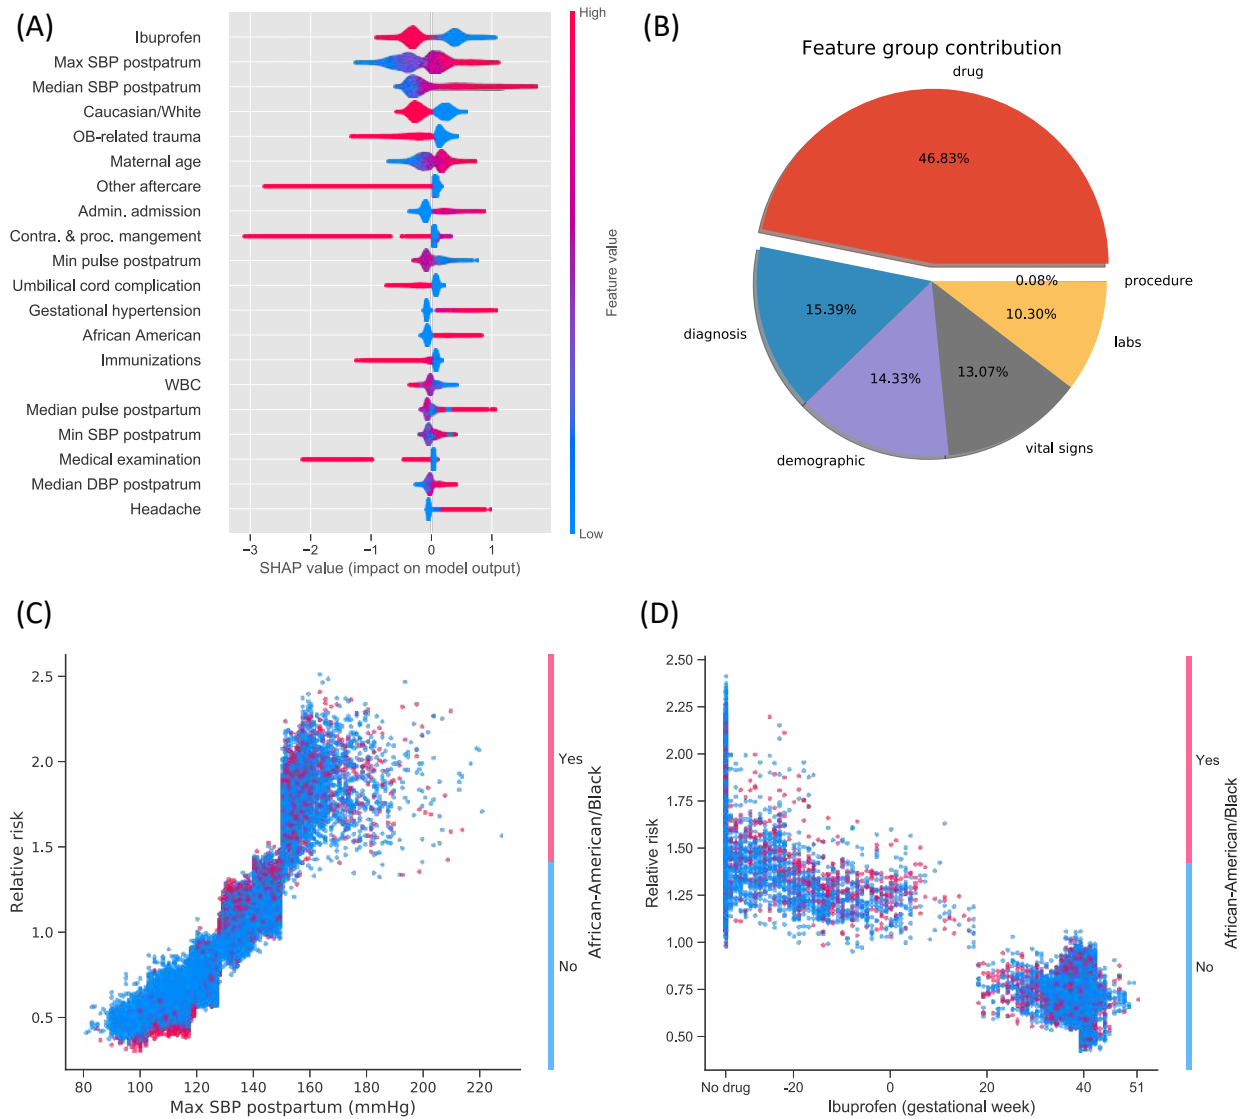 (A)
High
Ibuprofen
Max SBP postpatrum
Median SBP postpatrum
Caucasian/White
OB-related trauma
Maternal age
Other aftercare
Admin. admission
Contra. & proc. mangement
Min pulse postpatrum
Umbilical cord complication
Gestational hypertension
African American
Immunizations
WBC
Median pulse postpartum
Min SBP postpatrum
Medical examination
Median DBP postpatrum
Headache
Feature value
Low
−3 −2 −1 0 1
SHAP value (impact on model output)
(B)
Feature group contribution
drug
46.83%
0.08%
procedure
15.39%
10.30%
diagnosis
labs
14.33%
13.07%
vital signs
demographic
(C)
2.5
2.0
1.5
1.0
0.5
Relative risk
80 100 120 140 160 180 200 220
Max SBP postpartum (mmHg)
Yes
No
African-American/Black
(D)
2.50
2.25
2.00
1.75
1.50
1.25
1.00
0.75
0.50
Relative risk
No drug -20 0 20 40 51
Ibuprofen (gestational week)
Yes
No
African-American/Black